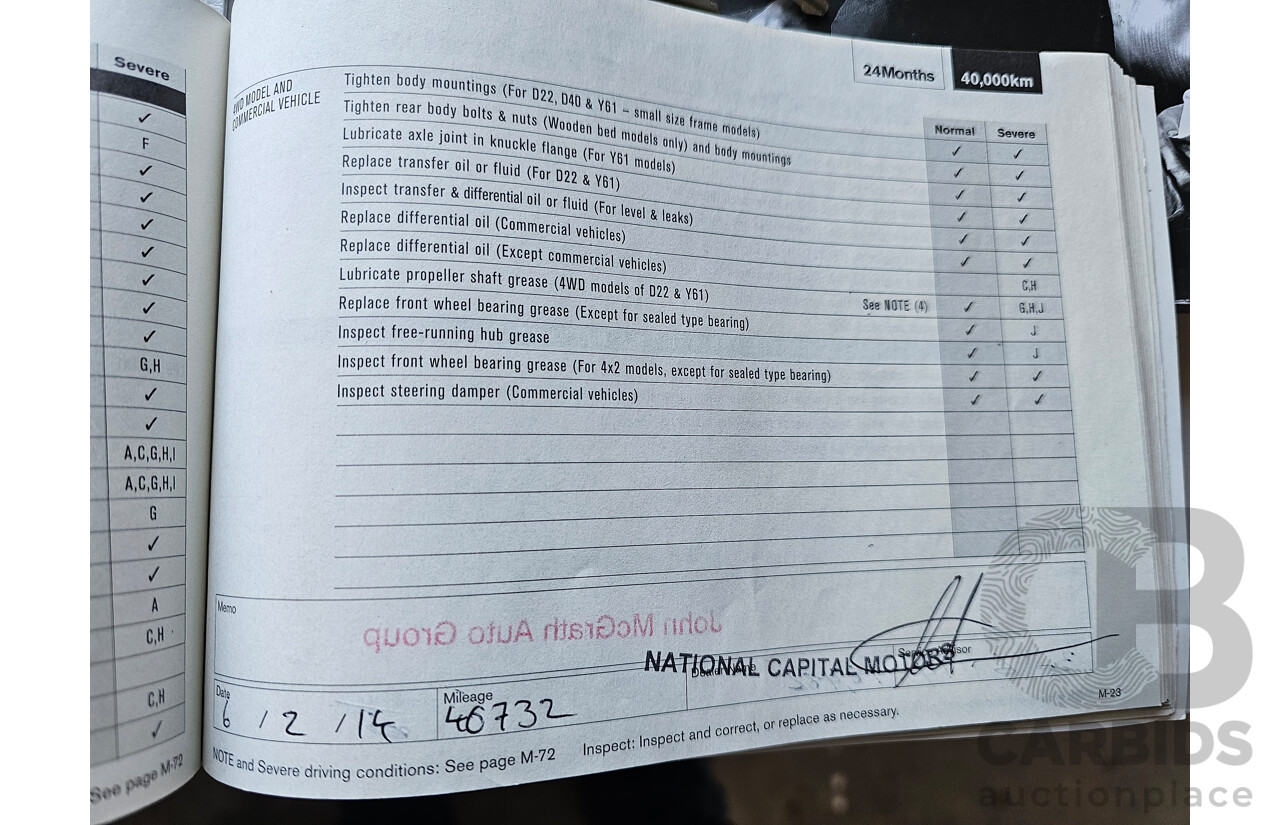 Severe
✓
F
✓
✓
✓
✓
✓
✓
✓
G,H
✓
✓
A,C,G,H,I
A,C,G,H,I
G
✓
✓
A
C,H
C,H
✓
See page M-72
24Months 40,000km
4WD MODEL AND
COMMERCIAL VEHICLE
Normal Severe
Tighten body mountings (For D22, D40 & Y61 – small size frame models) ✓ ✓
Tighten rear body bolts & nuts (Wooden bed models only) and body mountings ✓ ✓
Lubricate axle joint in knuckle flange (For Y61 models) ✓ ✓
Replace transfer oil or fluid (For D22 & Y61) ✓ ✓
Inspect transfer & differential oil or fluid (For level & leaks) ✓ ✓
Replace differential oil (Commercial vehicles) ✓ ✓
Replace differential oil (Except commercial vehicles) C,H
Lubricate propeller shaft grease (4WD models of D22 & Y61) See NOTE (4) ✓ G,H,J
Replace front wheel bearing grease (Except for sealed type bearing) ✓ J
Inspect free-running hub grease ✓ J
Inspect front wheel bearing grease (For 4x2 models, except for sealed type bearing) ✓ ✓
Inspect steering damper (Commercial vehicles) ✓ ✓
Memo
John McGrath Auto Group
NATIONAL CAPITAL MOTORS
Dealer Name
Service Advisor
Date
6 / 2 / 14
Mileage
46732
M-23
NOTE and Severe driving conditions: See page M-72
Inspect: Inspect and correct, or replace as necessary.
CARBIDS
auctionplace